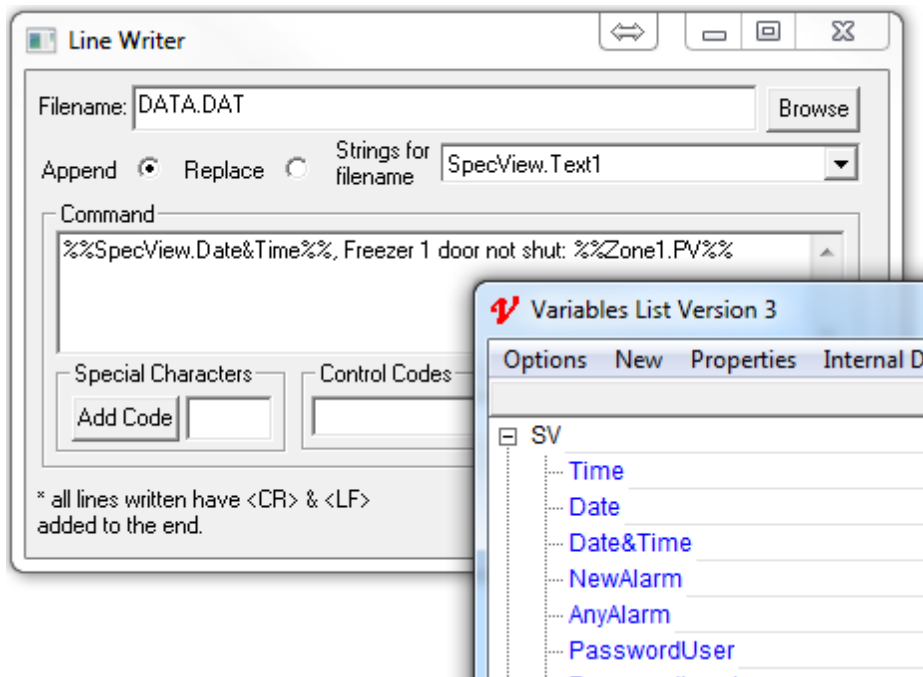 Line Writer
Filename: DATA.DAT
Browse
Append Replace Strings for filename SpecView.Text1
Command
%%SpecView.Date&Time%%, Freezer 1 door not shut: %%Zone1.PV%%
Special Characters
Add Code
Control Codes
* all lines written have <CR> & <LF>
added to the end.
Variables List Version 3
Options New Properties Internal D
SV
Time
Date
Date&Time
NewAlarm
AnyAlarm
PasswordUser